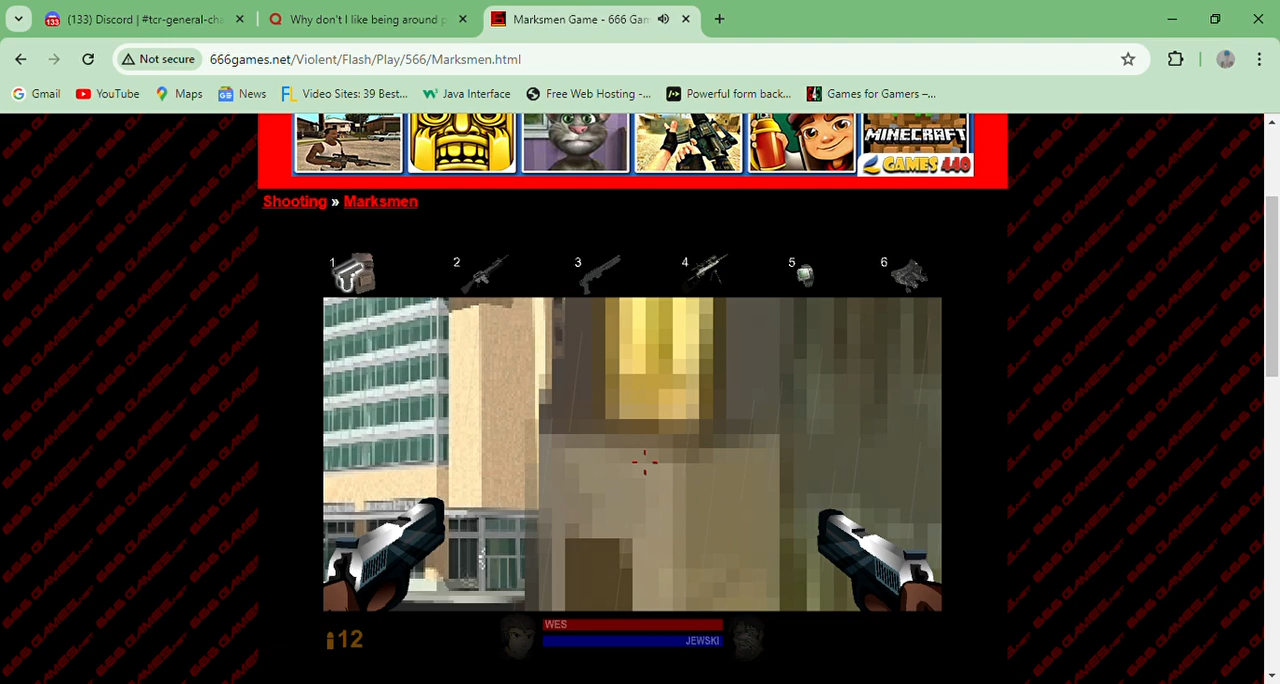 (133) Discord | #tcr-general-cha
Why don't I like being around p
Marksmen Game - 666 Gam
Not secure
666games.net/Violent/Flash/Play/566/Marksmen.html
Gmail
YouTube
Maps
News
Video Sites: 39 Best...
Java Interface
Free Web Hosting -...
Powerful form back...
Games for Gamers –...
MINECRAFT
GAMES 440
Shooting » Marksmen
1 2 3 4 5 6
12
WES
JEWSKI